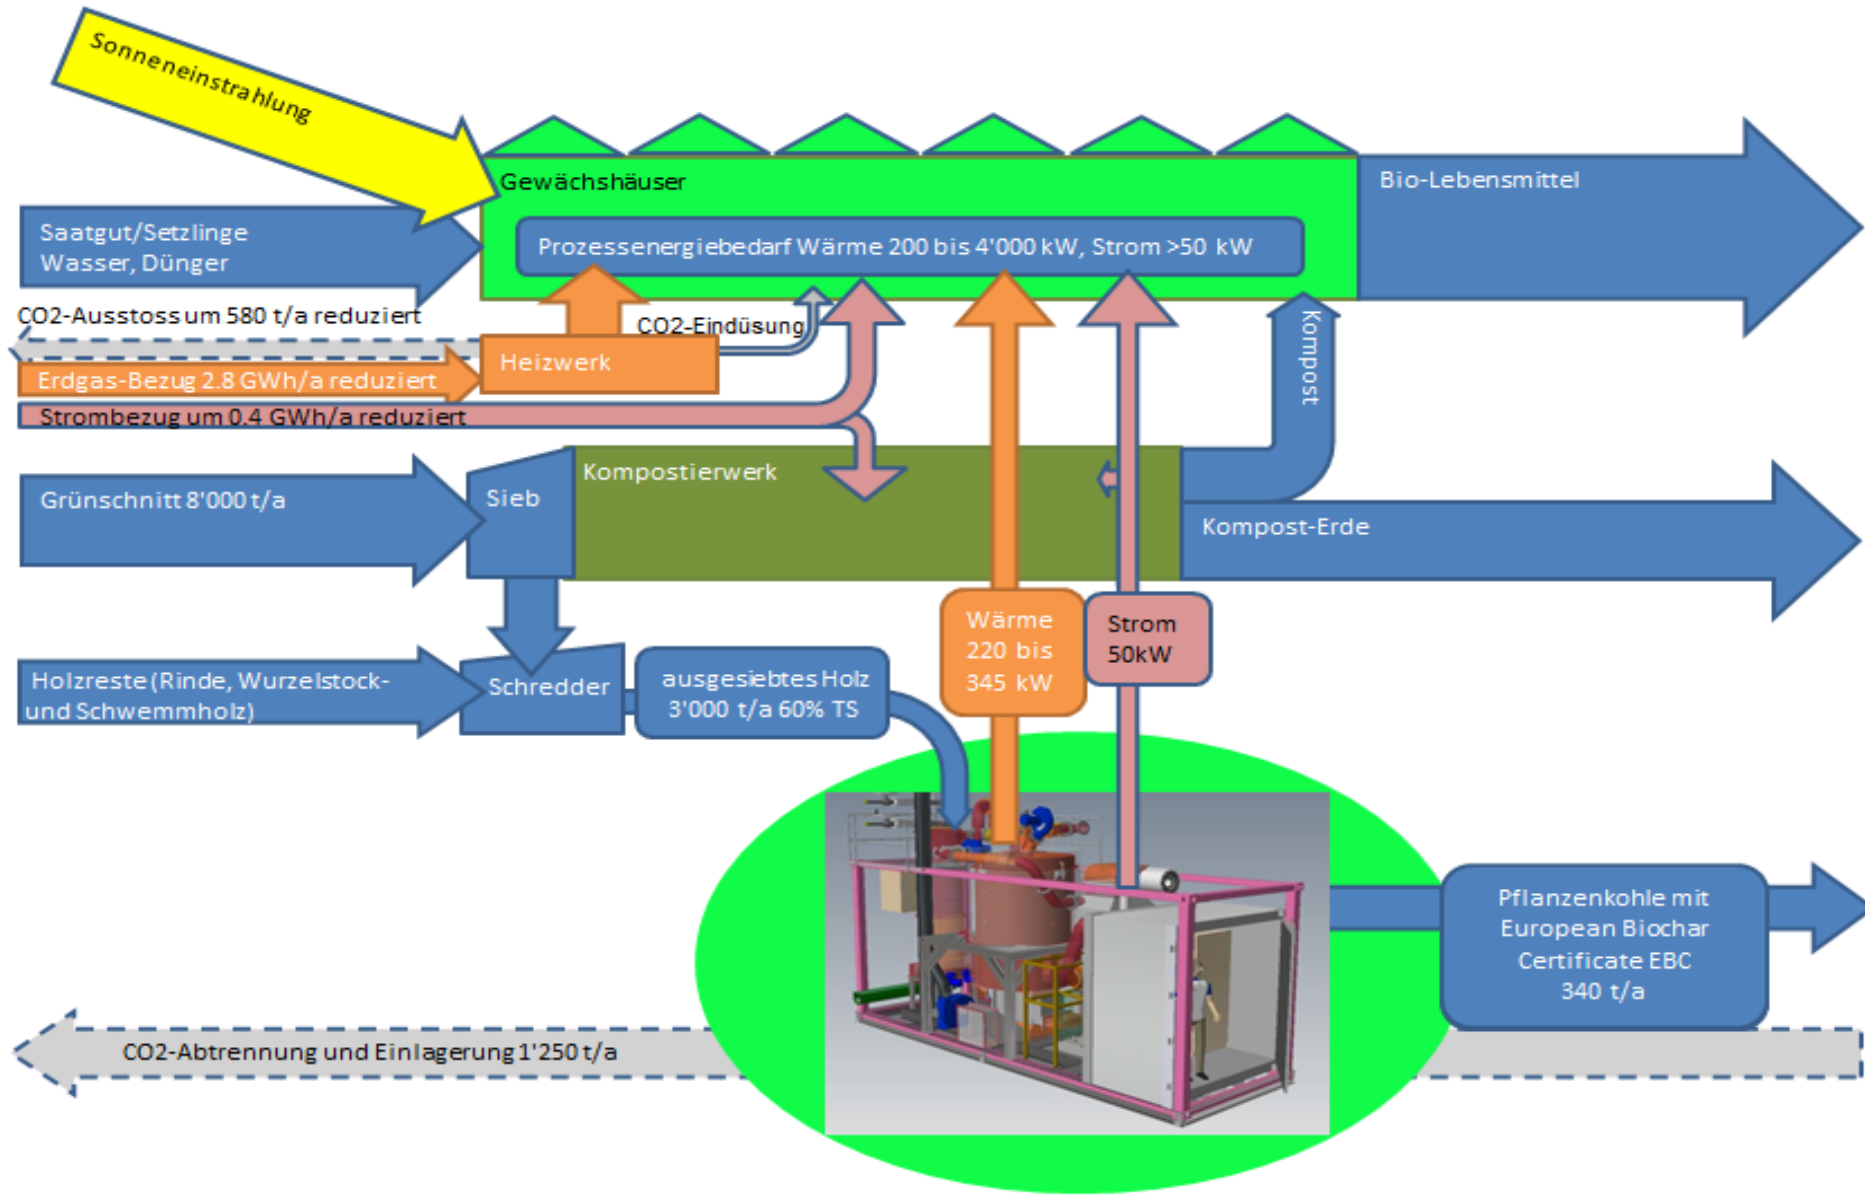 Sonneneinstrahlung
Gewächshäuser
Bio-Lebensmittel
Saatgut/Setzlinge
Wasser, Dünger
Prozessenergiebedarf Wärme 200 bis 4'000 kW, Strom >50 kW
CO2-Ausstoss um 580 t/a reduziert
CO2-Eindüsung
Kompost
Heizwerk
Erdgas-Bezug 2.8 GWh/a reduziert
Strombezug um 0.4 GWh/a reduziert
Kompostierwerk
Grünschnitt 8'000 t/a
Sieb
Kompost-Erde
Wärme
220 bis
345 kW
Strom
50kW
Holzreste (Rinde, Wurzelstock-
und Schwemmholz)
Schredder
ausgesiebtes Holz
3'000 t/a 60% TS
Pflanzenkohle mit
European Biochar
Certificate EBC
340 t/a
CO2-Abtrennung und Einlagerung 1'250 t/a